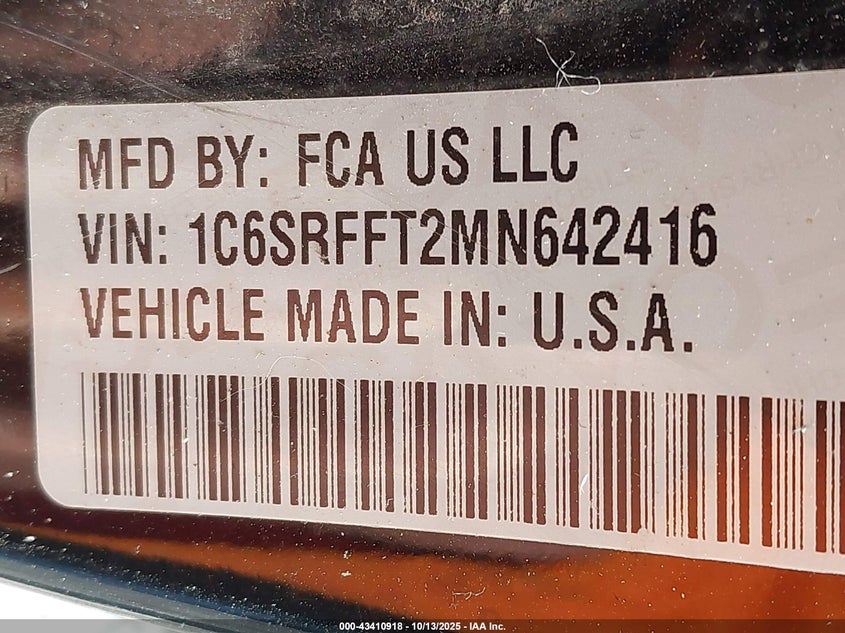 MFD BY: FCA US LLC
VIN: 1C6SRFFT2MN642416
VEHICLE MADE IN: U.S.A.
000-43410918 - 10/13/2025 - IAA Inc.